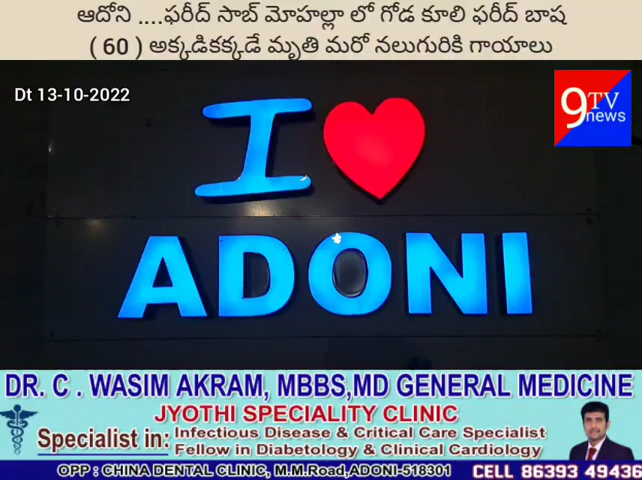 ఆదోని ....ఫరీద్ సాబ్ మోహల్లా లో గోడ కూలి ఫరీద్ బాష
( 60 ) అక్కడికక్కడే మృతి మరో నలుగురికి గాయాలు
Dt 13-10-2022
9 TV news
I
ADONI
DR. C . WASIM AKRAM, MBBS,MD GENERAL MEDICINE
JYOTHI SPECIALITY CLINIC
Specialist in: Infectious Disease & Critical Care Specialist
Fellow in Diabetology & Clinical Cardiology
OPP : CHINA DENTAL CLINIC, M.M.Road,ADONI-518301 CELL 86393 49436